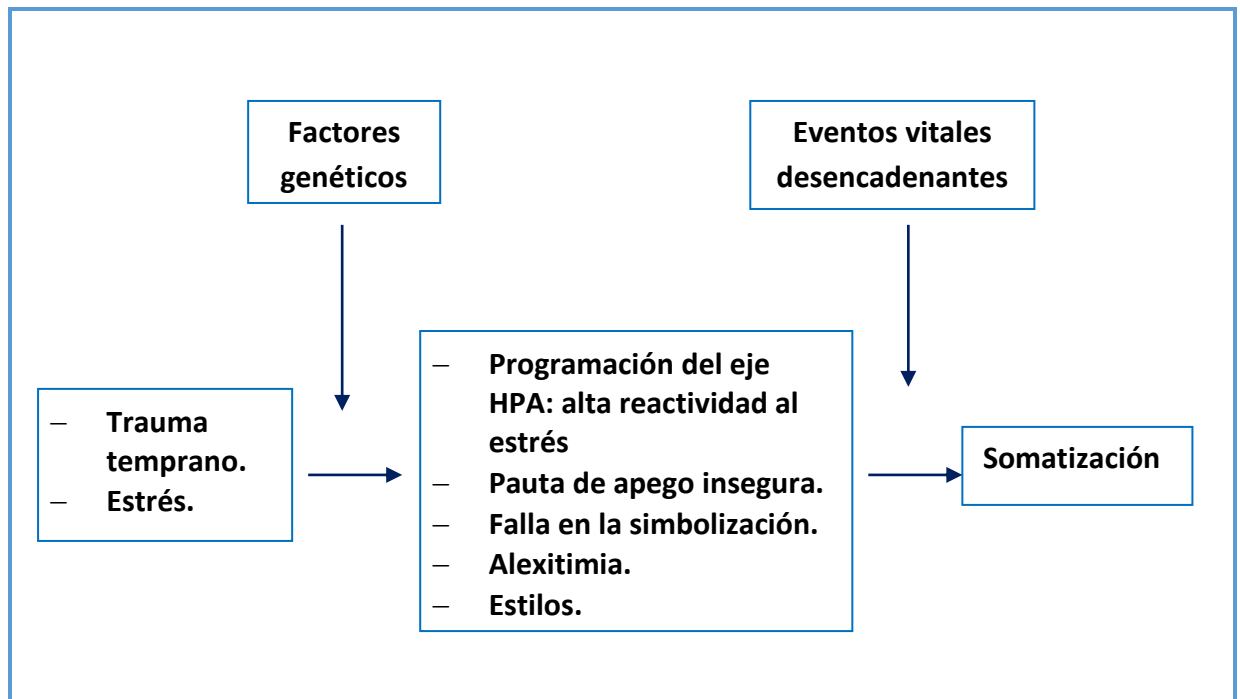 Factores
genéticos
Eventos vitales
desencadenantes
– Trauma
temprano.
– Estrés.
– Programación del eje
HPA: alta reactividad al
estrés
– Pauta de apego insegura.
– Falla en la simbolización.
– Alexitimia.
– Estilos.
Somatización